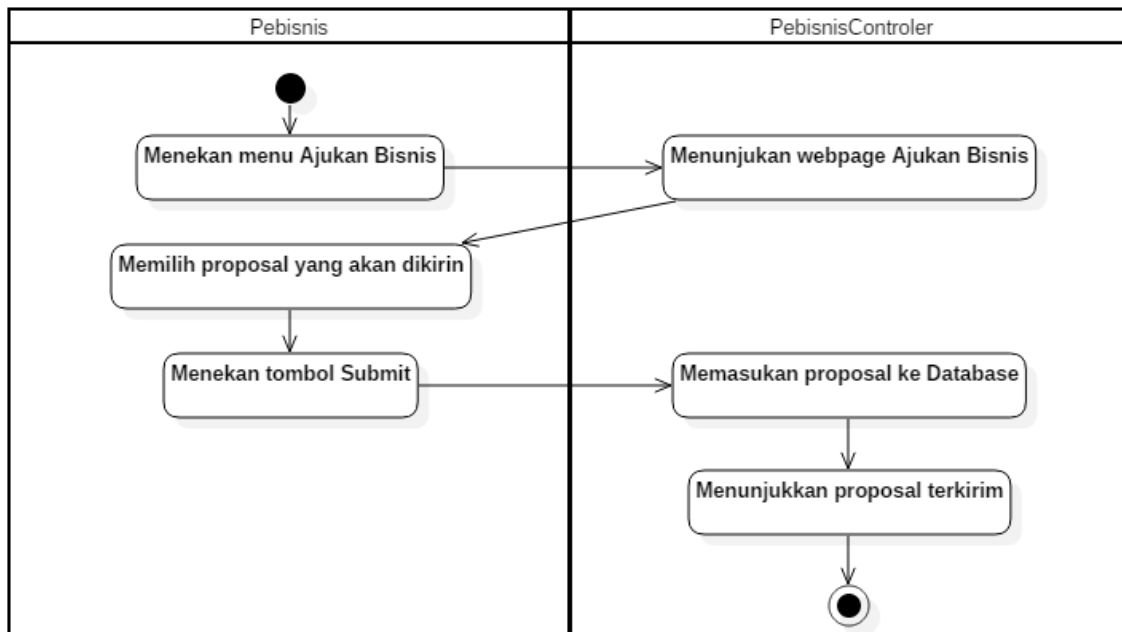 Pebisnis
PebisnisControler
Menekan menu Ajukan Bisnis
Menunjukan webpage Ajukan Bisnis
Memilih proposal yang akan dikirin
Menekan tombol Submit
Memasukan proposal ke Database
Menunjukkan proposal terkirim